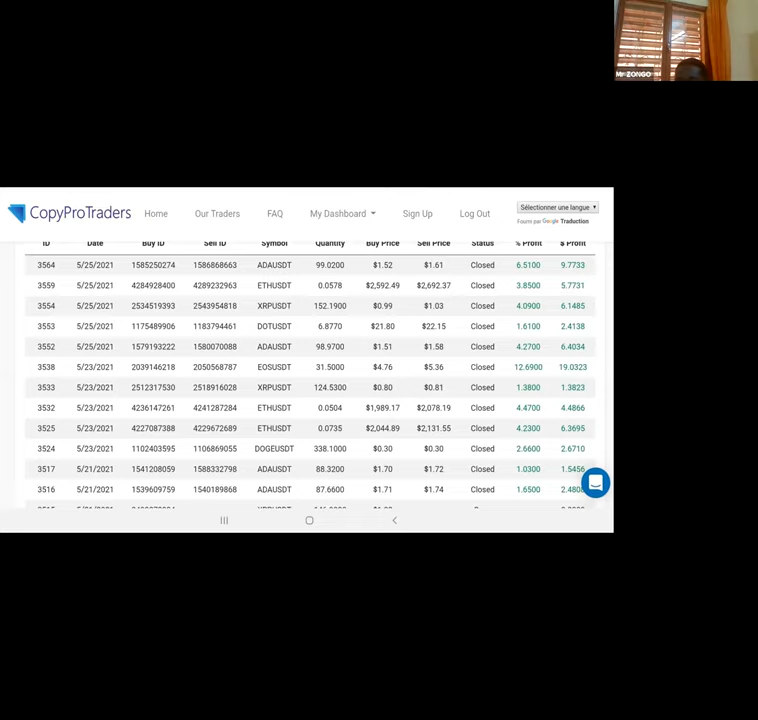 Mr ZONGO
CopyProTraders Home Our Traders FAQ My Dashboard Sign Up Log Out Sélectionner une langue
Fourni par Google Traduction
ID Date Buy ID Sell ID Symbol Quantity Buy Price Sell Price Status % Profit $ Profit
3564 5/25/2021 1585250274 1586868663 ADAUSDT 99.0200 $1.52 $1.61 Closed 6.5100 9.7733
3559 5/25/2021 4284928400 4289232963 ETHUSDT 0.0578 $2,592.49 $2,692.37 Closed 3.8500 5.7731
3554 5/25/2021 2534519393 2543954818 XRPUSDT 152.1900 $0.99 $1.03 Closed 4.0900 6.1485
3553 5/25/2021 1175489906 1183794461 DOTUSDT 6.8770 $21.80 $22.15 Closed 1.6100 2.4138
3552 5/25/2021 1579193222 1580070088 ADAUSDT 98.9700 $1.51 $1.58 Closed 4.2700 6.4034
3538 5/23/2021 2039146218 2050568787 EOSUSDT 31.5000 $4.76 $5.36 Closed 12.6900 19.0323
3533 5/23/2021 2512317530 2518916028 XRPUSDT 124.5300 $0.80 $0.81 Closed 1.3800 1.3823
3532 5/23/2021 4236147261 4241287284 ETHUSDT 0.0504 $1,989.17 $2,078.19 Closed 4.4700 4.4866
3525 5/23/2021 4227087388 4229672689 ETHUSDT 0.0735 $2,044.89 $2,131.55 Closed 4.2300 6.3695
3524 5/23/2021 1102403595 1106869055 DOGEUSDT 338.1000 $0.30 $0.30 Closed 2.6600 2.6710
3517 5/21/2021 1541208059 1588332798 ADAUSDT 88.3200 $1.70 $1.72 Closed 1.0300 1.5456
3516 5/21/2021 1539609759 1540189868 ADAUSDT 87.6600 $1.71 $1.74 Closed 1.6500